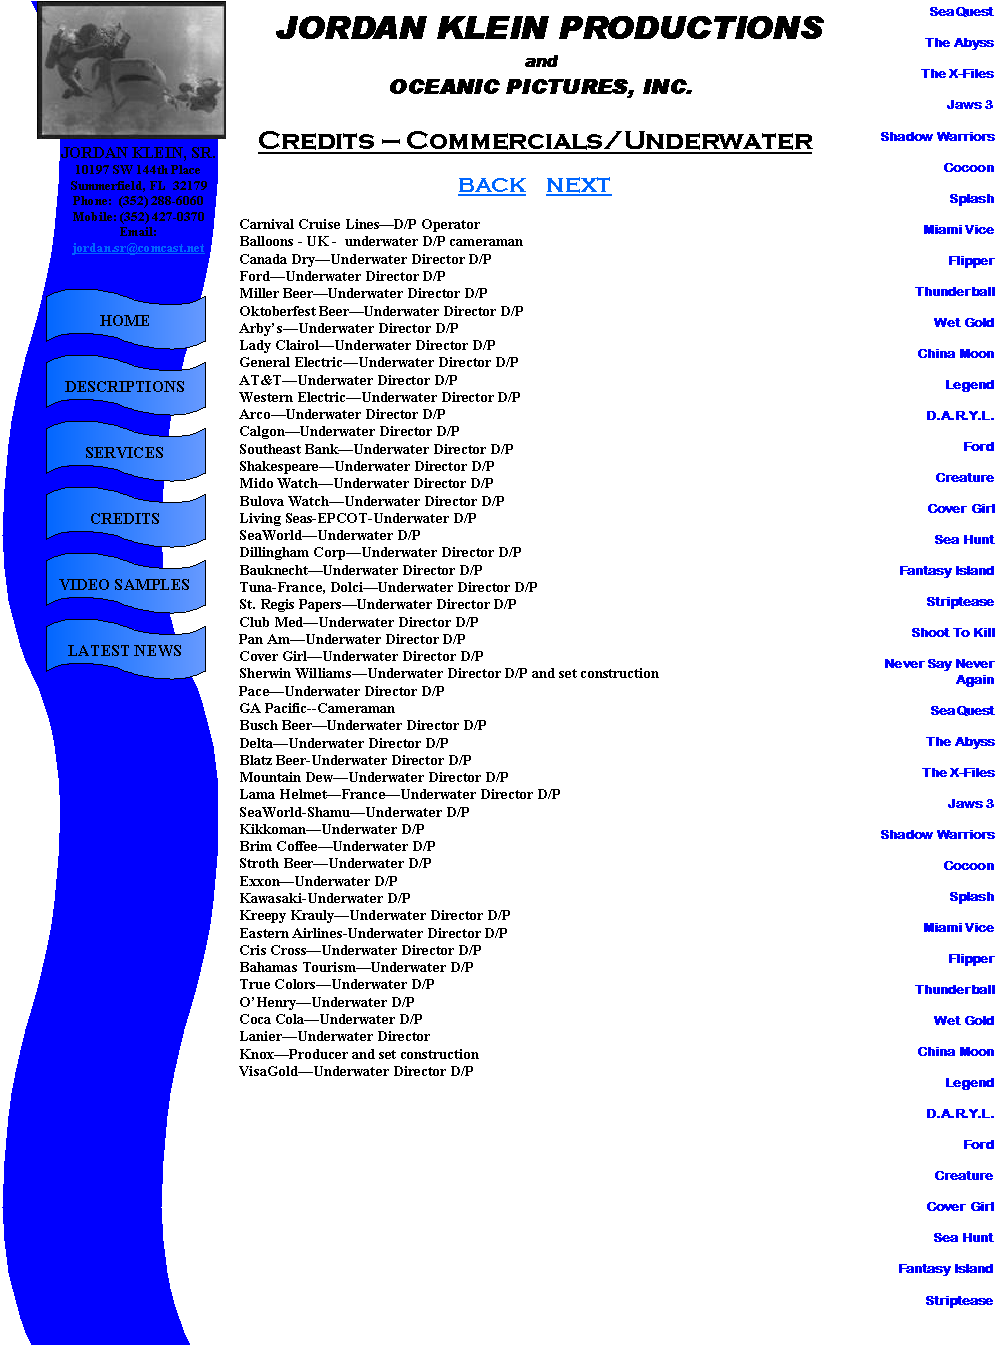 JORDAN KLEIN PRODUCTIONS
and
OCEANIC PICTURES, INC.
Credits – Commercials/Underwater
BACK NEXT
JORDAN KLEIN, SR.
10197 SW 144th Place
Summerfield, FL 32179
Phone: (352) 288-6060
Mobile: (352) 427-0370
Email:
jordan.sr@comcast.net
HOME
DESCRIPTIONS
SERVICES
CREDITS
VIDEO SAMPLES
LATEST NEWS
Carnival Cruise Lines—D/P Operator
Balloons - UK - underwater D/P cameraman
Canada Dry—Underwater Director D/P
Ford—Underwater Director D/P
Miller Beer—Underwater Director D/P
Oktoberfest Beer—Underwater Director D/P
Arby's—Underwater Director D/P
Lady Clairol—Underwater Director D/P
General Electric—Underwater Director D/P
AT&T—Underwater Director D/P
Western Electric—Underwater Director D/P
Arco—Underwater Director D/P
Calgon—Underwater Director D/P
Southeast Bank—Underwater Director D/P
Shakespeare—Underwater Director D/P
Mido Watch—Underwater Director D/P
Bulova Watch—Underwater Director D/P
Living Seas-EPCOT-Underwater D/P
SeaWorld—Underwater D/P
Dillingham Corp—Underwater Director D/P
Bauknecht—Underwater Director D/P
Tuna-France, Dolci—Underwater Director D/P
St. Regis Papers—Underwater Director D/P
Club Med—Underwater Director D/P
Pan Am—Underwater Director D/P
Cover Girl—Underwater Director D/P
Sherwin Williams—Underwater Director D/P and set construction
Pace—Underwater Director D/P
GA Pacific--Cameraman
Busch Beer—Underwater Director D/P
Delta—Underwater Director D/P
Blatz Beer-Underwater Director D/P
Mountain Dew—Underwater Director D/P
Lama Helmet—France—Underwater Director D/P
SeaWorld-Shamu—Underwater D/P
Kikkoman—Underwater D/P
Brim Coffee—Underwater D/P
Stroth Beer—Underwater D/P
Exxon—Underwater D/P
Kawasaki-Underwater D/P
Kreepy Krauly—Underwater Director D/P
Eastern Airlines-Underwater Director D/P
Cris Cross—Underwater Director D/P
Bahamas Tourism—Underwater D/P
True Colors—Underwater D/P
O'Henry—Underwater D/P
Coca Cola—Underwater D/P
Lanier—Underwater Director
Knox—Producer and set construction
VisaGold—Underwater Director D/P
SeaQuest
The Abyss
The X-Files
Jaws 3
Shadow Warriors
Cocoon
Splash
Miami Vice
Flipper
Thunderball
Wet Gold
China Moon
Legend
D.A.R.Y.L.
Ford
Creature
Cover Girl
Sea Hunt
Fantasy Island
Striptease
Shoot To Kill
Never Say Never
Again
SeaQuest
The Abyss
The X-Files
Jaws 3
Shadow Warriors
Cocoon
Splash
Miami Vice
Flipper
Thunderball
Wet Gold
China Moon
Legend
D.A.R.Y.L.
Ford
Creature
Cover Girl
Sea Hunt
Fantasy Island
Striptease